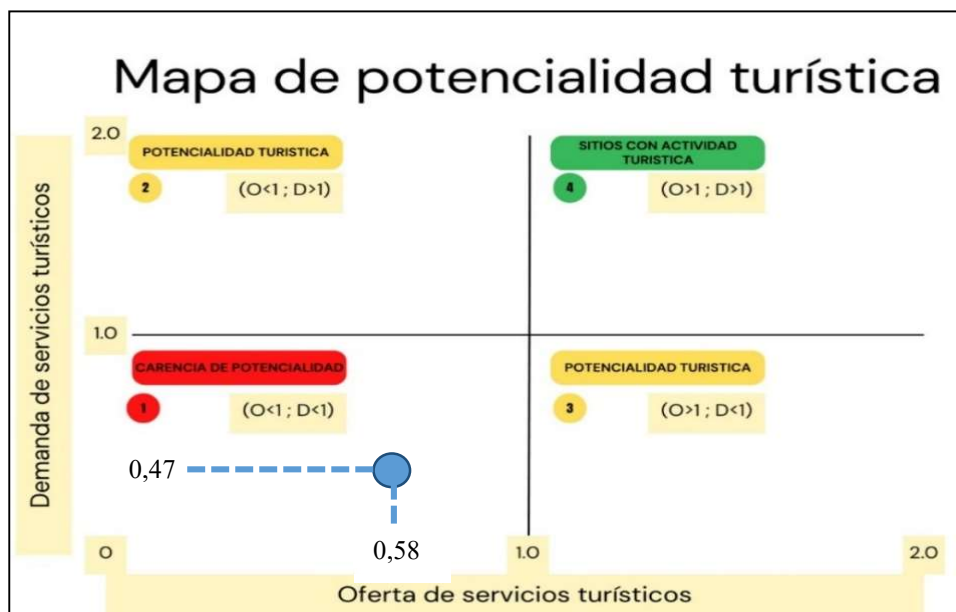 Mapa de potencialidad turística
Demanda de servicios turísticos
2.0
POTENCIALIDAD TURISTICA
2
(O<1 ; D>1)
SITIOS CON ACTIVIDAD
TURISTICA
4
(O>1 ; D>1)
1.0
CARENCIA DE POTENCIALIDAD
1
(O<1 ; D<1)
POTENCIALIDAD TURISTICA
3
(O>1 ; D<1)
0,47
0,58
0
1.0
2.0
Oferta de servicios turísticos